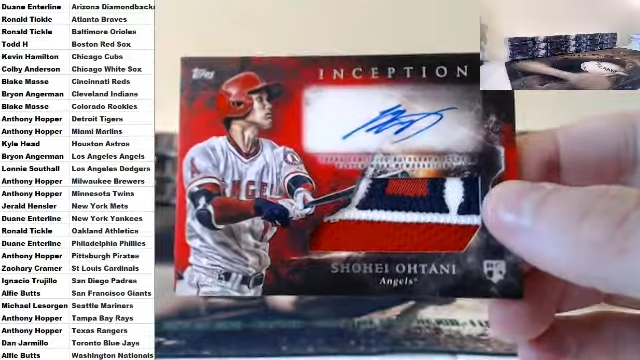 Duane Enterline Arizona Diamondbacks
Ronald Tickle Atlanta Braves
Ronald Tickle Baltimore Orioles
Todd H Boston Red Sox
Kevin Hamilton Chicago Cubs
Colby Anderson Chicago White Sox
Blake Masse Cincinnati Reds
Bryon Angerman Cleveland Indians
Blake Masse Colorado Rookies
Anthony Hopper Detroit Tigers
Anthony Hopper Miami Marlins
Kyle Head Houston Astros
Bryon Angerman Los Angeles Angels
Lonnie Southall Los Angeles Dodgers
Anthony Hopper Milwaukee Brewers
Anthony Hopper Minnesota Twins
Jerald Hensler New York Mets
Duane Enterline New York Yankees
Ronald Tickle Oakland Athletics
Duane Enterline Philadelphia Phillies
Anthony Hopper Pittsburgh Pirates
Zachary Cramer St Louis Cardinals
Ignacio Trujillo San Diego Padres
Alfie Butts San Francisco Giants
Michael Lesorgen Seattle Mariners
Anthony Hopper Tampa Bay Rays
Anthony Hopper Texas Rangers
Dan Jarmillo Toronto Blue Jays
Alfie Butts Washington Nationals
Topps
INCEPTION
ANGEL
SHOHEI OHTANI
Angels
RC